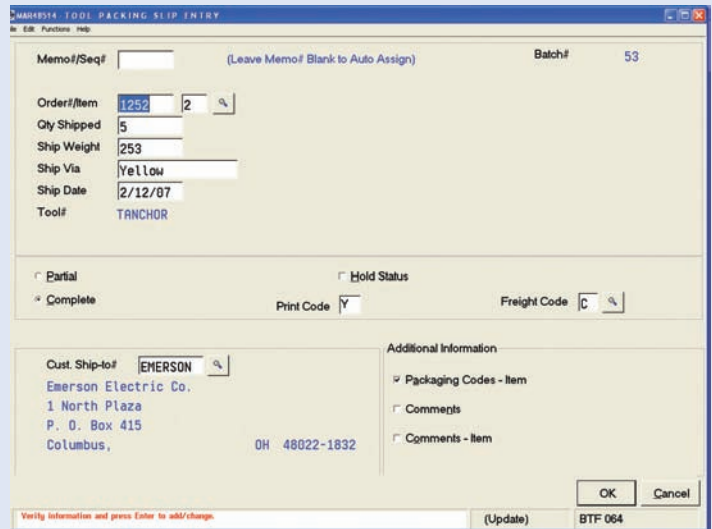 MAR48514 TOOL PACKING SLIP ENTRY
Edit Functions Help
Memo#/Seq# (Leave Memo# Blank to Auto Assign) Batch# 53
Order#/Item 1252 2
Qty Shipped 5
Ship Weight 253
Ship Via Yellow
Ship Date 2/12/07
Tool# TANCHOR
Partial Hold Status
Complete Print Code Y Freight Code C
Cust. Ship-to# EMERSON
Emerson Electric Co.
1 North Plaza
P. O. Box 415
Columbus, OH 48022-1832
Additional Information
Packaging Codes - Item
Comments
Comments - Item
OK Cancel
Verify information and press Enter to add/change. (Update) BTF 064